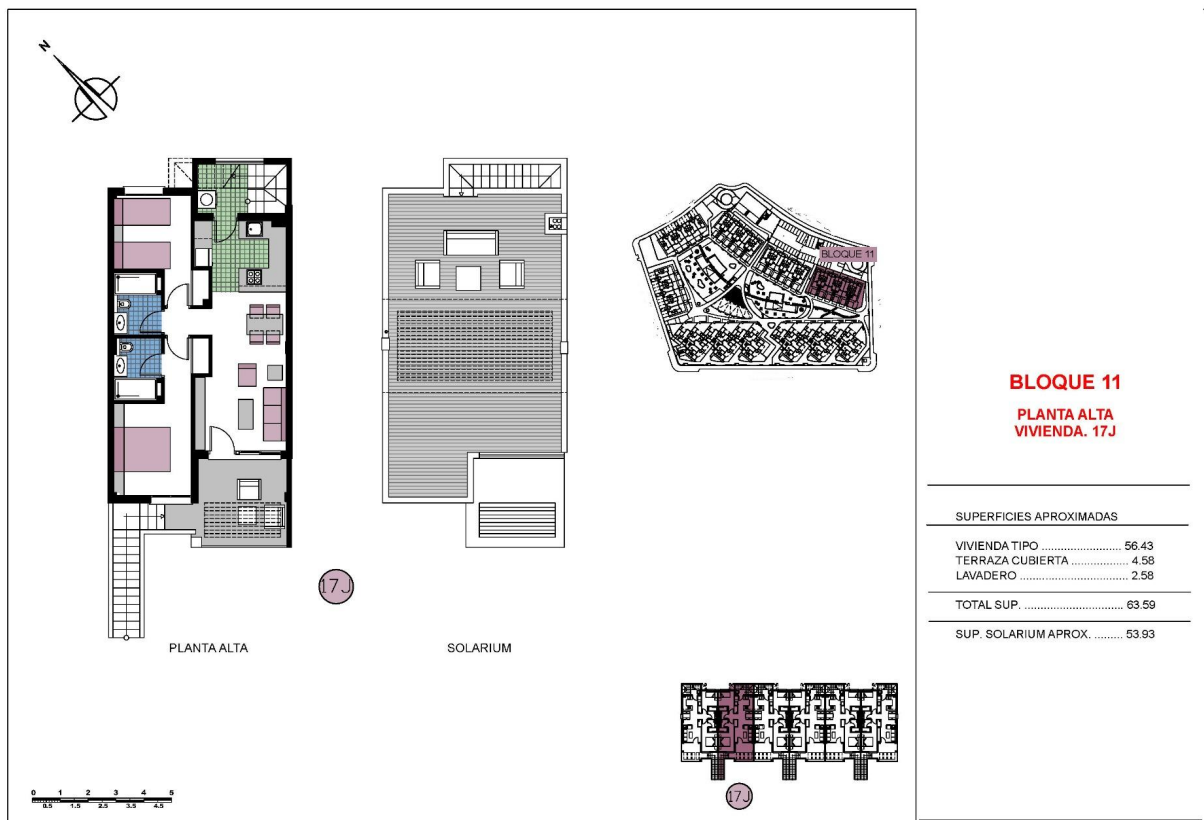 N
BLOQUE 11
17J
PLANTA ALTA
SOLARIUM
17J
0 1 2 3 4 5
0.5 1.5 2.5 3.5 4.5
BLOQUE 11
PLANTA ALTA
VIVIENDA. 17J
SUPERFICIES APROXIMADAS
VIVIENDA TIPO ........................ 56.43
TERRAZA CUBIERTA ................. 4.58
LAVADERO ................................. 2.58
TOTAL SUP. .............................. 63.59
SUP. SOLARIUM APROX. ......... 53.93